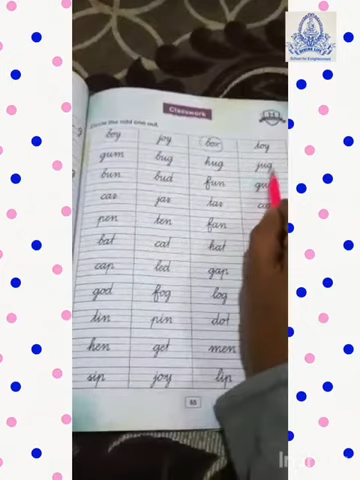 Classwork
Circle the odd one out.
boy joy box toy
gum bug hug jug
bun bud fun
car jar tar
pen ten fan
bat cat hat
cap led gap
god fog log
tin pin dot
hen get men
sip joy lip